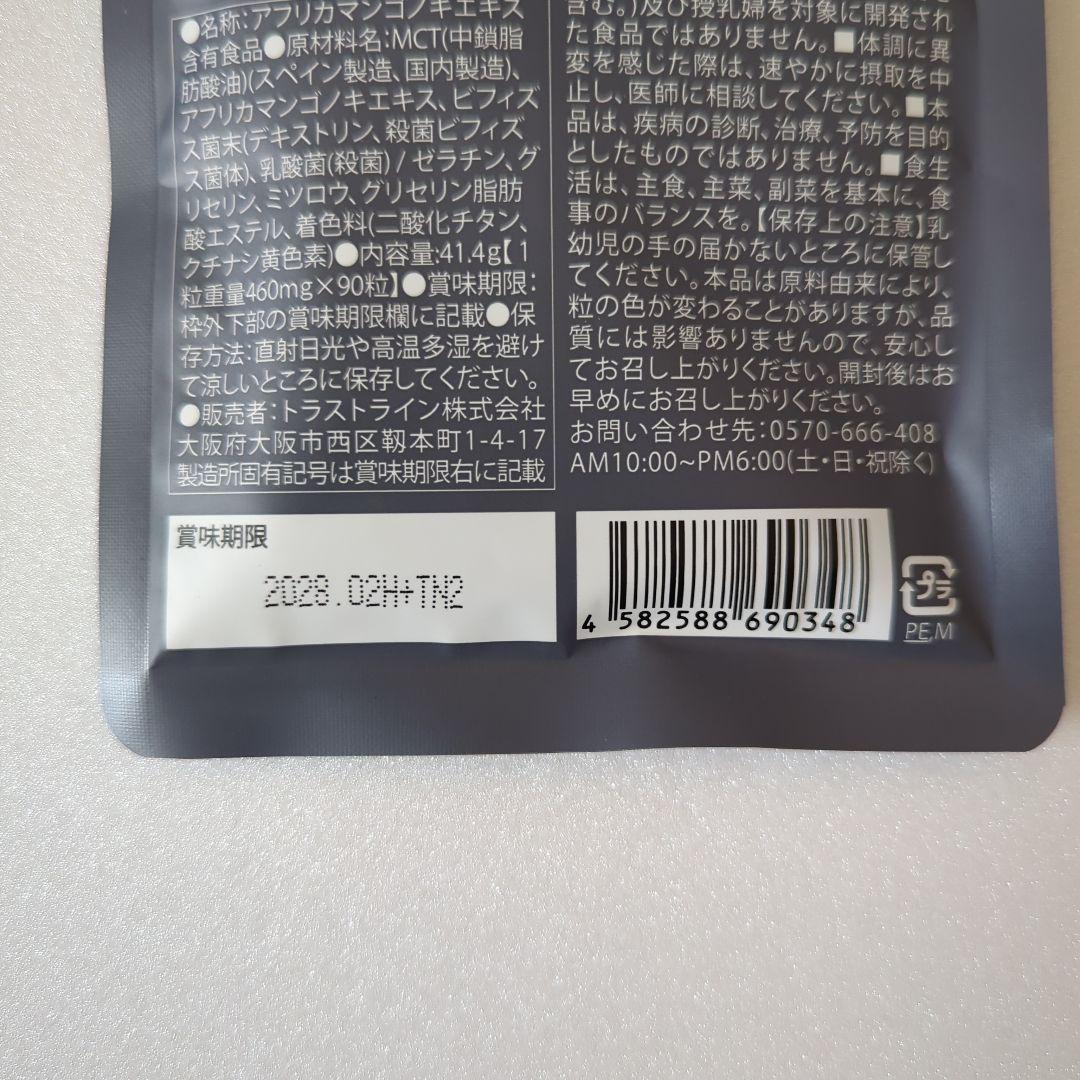 ●名称:アフリカマンゴノキエキス
含有食品●原材料名:MCT(中鎖脂
肪酸油)(スペイン製造、国内製造)、
アフリカマンゴノキエキス、ビフィズ
ス菌末(デキストリン、殺菌ビフィズ
ス菌体)、乳酸菌(殺菌) / ゼラチン、グ
リセリン、ミツロウ、グリセリン脂肪
酸エステル、着色料(二酸化チタン、
クチナシ黄色素)●内容量:41.4g【1
粒重量460mg×90粒】●賞味期限:
枠外下部の賞味期限欄に記載●保
存方法:直射日光や高温多湿を避け
て涼しいところに保存してください。
●販売者:トラストライン株式会社
大阪府大阪市西区靱本町1-4-17
製造所固有記号は賞味期限右に記載
含む。)及び授乳婦を対象に開発され
た食品ではありません。■体調に異
変を感じた際は、速やかに摂取を中
止し、医師に相談してください。■本
品は、疾病の診断、治療、予防を目的
としたものではありません。■食生
活は、主食、主菜、副菜を基本に、食
事のバランスを。【保存上の注意】乳
幼児の手の届かないところに保管し
てください。本品は原料由来により、
粒の色が変わることがありますが、品
質には影響ありませんので、安心し
てお召し上がりください。開封後はお
早めにお召し上がりください。
お問い合わせ先:0570-666-408
AM10:00~PM6:00(土・日・祝除く)
賞味期限
2028.02H+TN2
4 582588 690348
プラ
PE,M